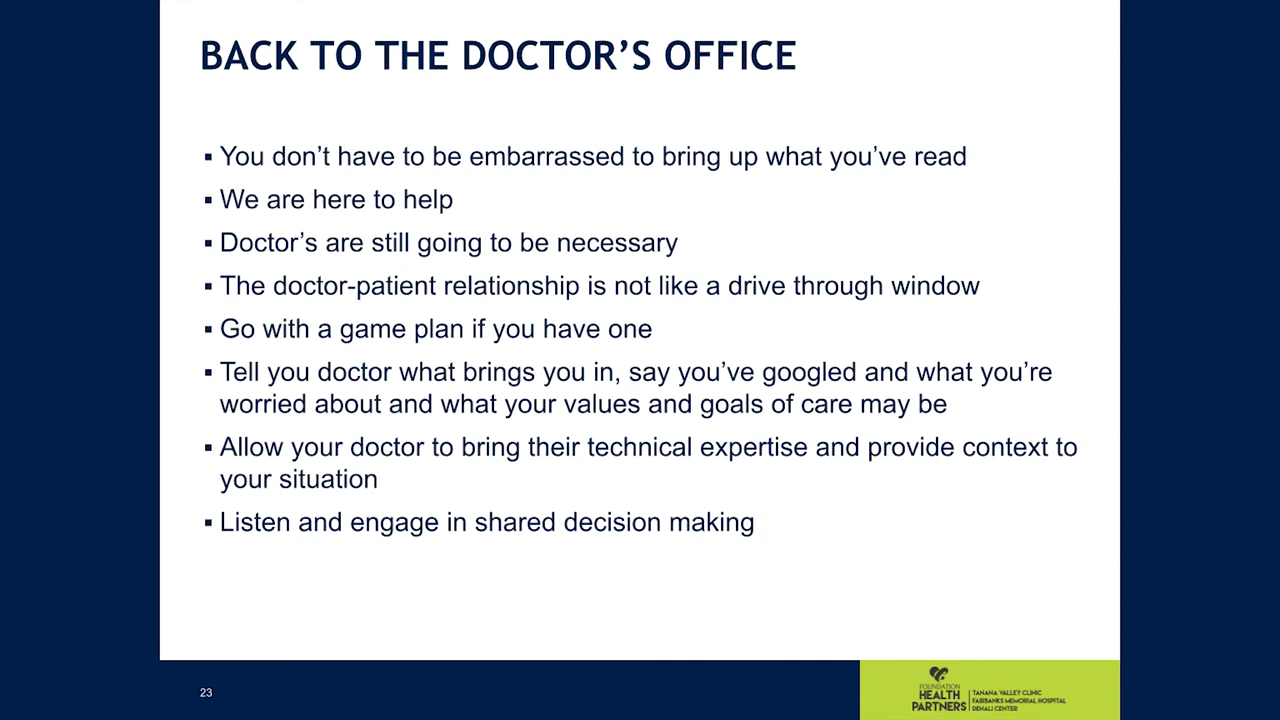 BACK TO THE DOCTOR’S OFFICE
▪ You don’t have to be embarrassed to bring up what you’ve read
▪ We are here to help
▪ Doctor’s are still going to be necessary
▪ The doctor-patient relationship is not like a drive through window
▪ Go with a game plan if you have one
▪ Tell you doctor what brings you in, say you’ve googled and what you’re
worried about and what your values and goals of care may be
▪ Allow your doctor to bring their technical expertise and provide context to
your situation
▪ Listen and engage in shared decision making
23
FOUNDATION
HEALTH
PARTNERS
TANANA VALLEY CLINIC
FAIRBANKS MEMORIAL HOSPITAL
DENALI CENTER